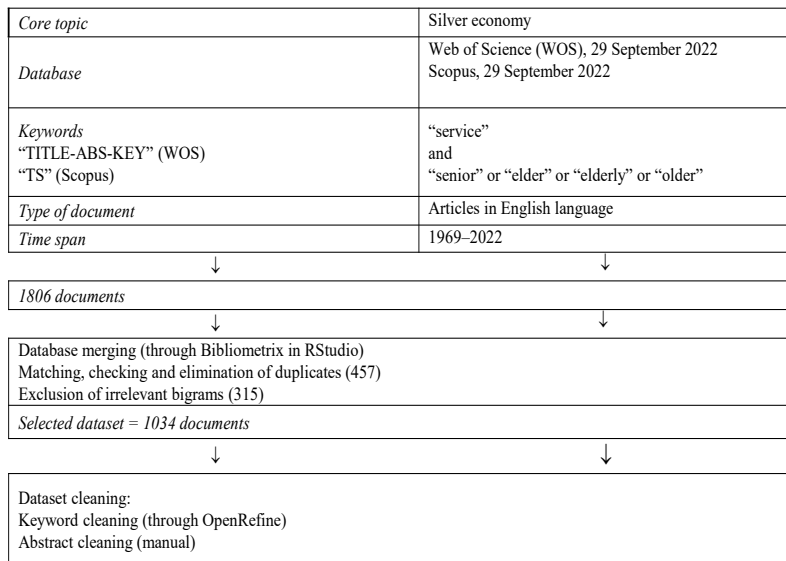 Core topic
Silver economy
Database
Web of Science (WOS), 29 September 2022
Scopus, 29 September 2022
Keywords
"TITLE-ABS-KEY" (WOS)
"TS" (Scopus)
“service”
and
“senior” or “elder” or “elderly” or “older”
Type of document
Articles in English language
Time span
1969–2022
↓ ↓
1806 documents
↓ ↓
Database merging (through Bibliometrix in RStudio)
Matching, checking and elimination of duplicates (457)
Exclusion of irrelevant bigrams (315)
Selected dataset = 1034 documents
↓ ↓
Dataset cleaning:
Keyword cleaning (through OpenRefine)
Abstract cleaning (manual)